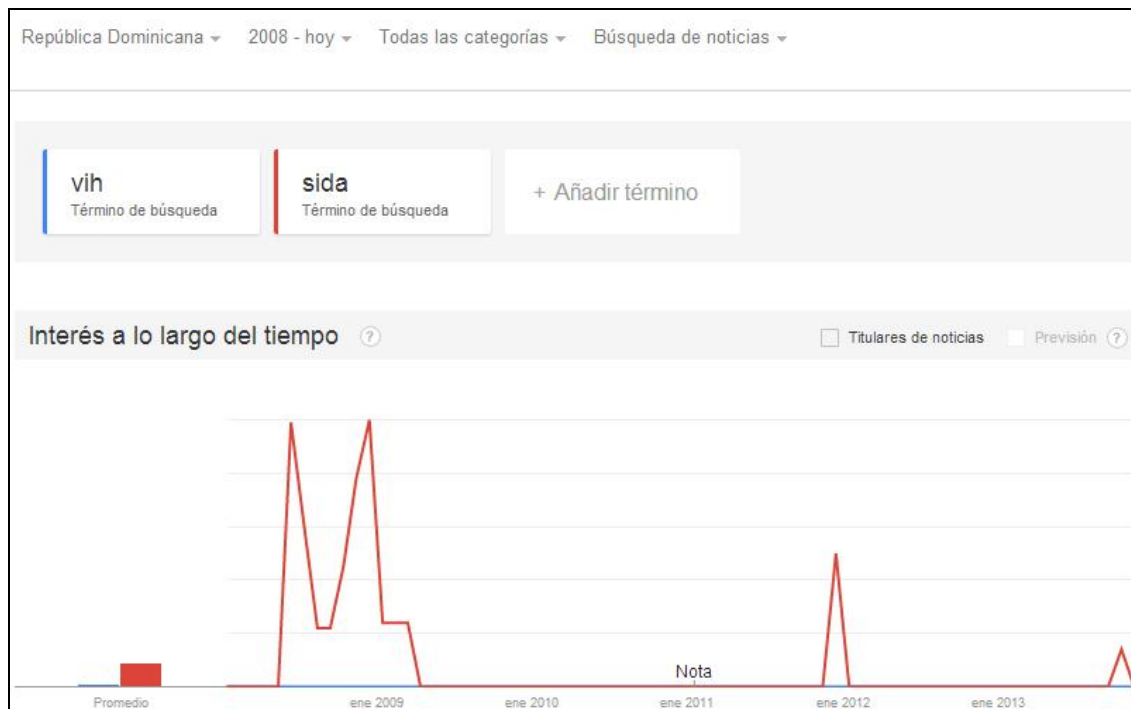 República Dominicana 2008 - hoy Todas las categorías Búsqueda de noticias
vih
Término de búsqueda
sida
Término de búsqueda
+ Añadir término
Interés a lo largo del tiempo ?
Titulares de noticias Previsión ?
Nota
Promedio ene 2009 ene 2010 ene 2011 ene 2012 ene 2013